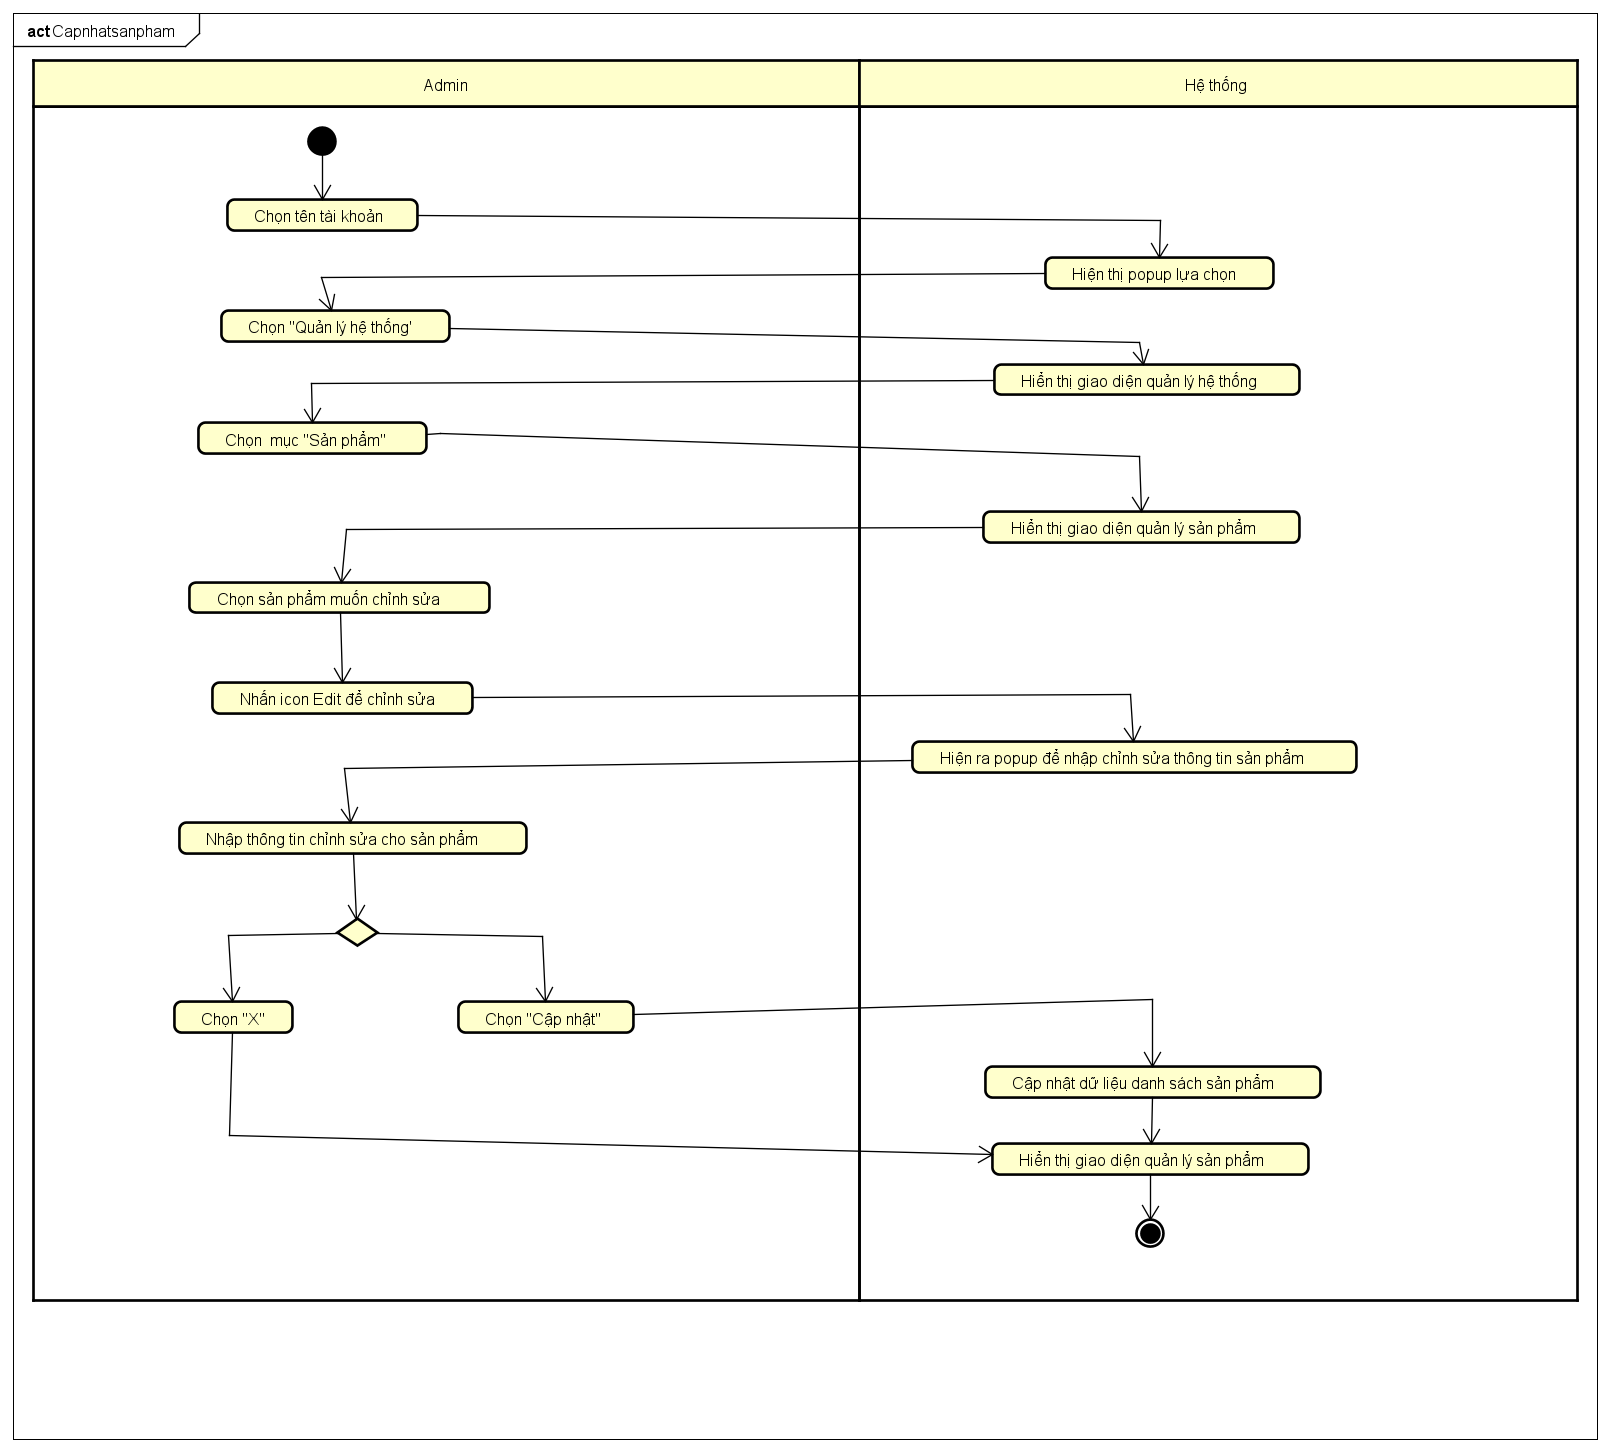 act Capnhatsanpham
Admin
Hệ thống
Chọn tên tài khoản
Hiện thị popup lựa chọn
Chọn "Quản lý hệ thống'
Hiển thị giao diện quản lý hệ thống
Chọn  mục "Sản phẩm"
Hiển thị giao diện quản lý sản phẩm
Chọn sản phẩm muốn chỉnh sửa
Nhấn icon Edit để chỉnh sửa
Hiện ra popup để nhập chỉnh sửa thông tin sản phẩm
Nhập thông tin chỉnh sửa cho sản phẩm
Chọn "X"
Chọn "Cập nhật"
Cập nhật dữ liệu danh sách sản phẩm
Hiển thị giao diện quản lý sản phẩm